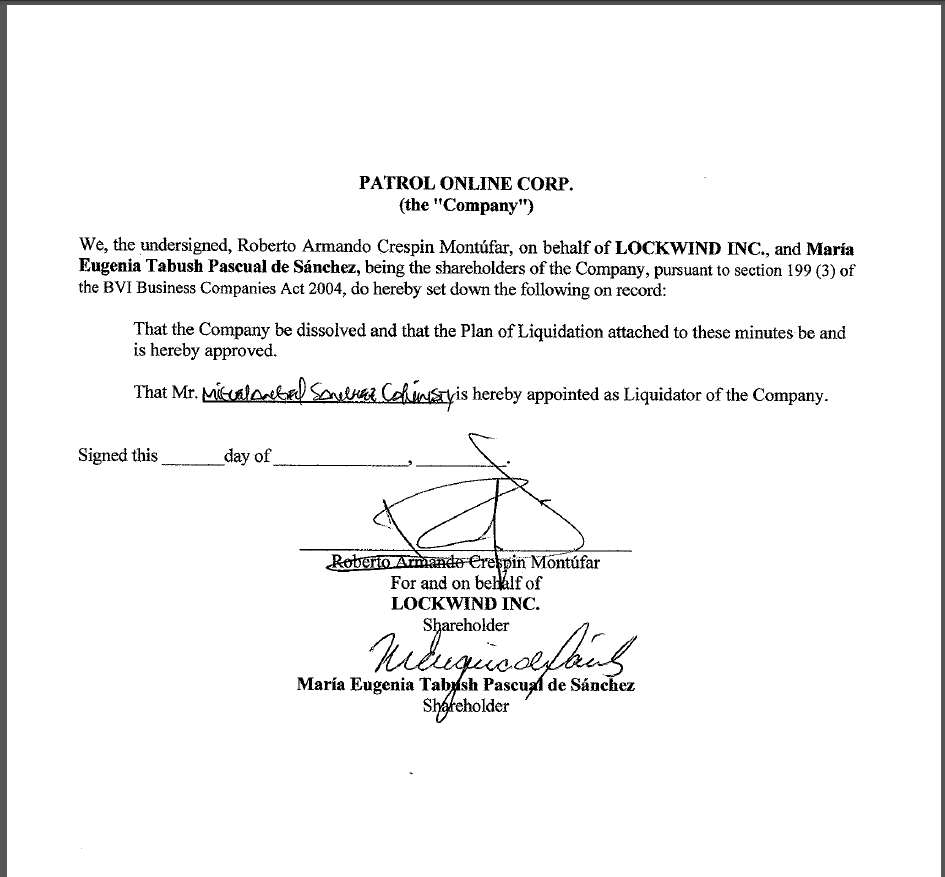 PATROL ONLINE CORP.
(the "Company")
We, the undersigned, Roberto Armando Crespin Montúfar, on behalf of LOCKWIND INC., and María
Eugenia Tabush Pascual de Sánchez, being the shareholders of the Company, pursuant to section 199 (3) of
the BVI Business Companies Act 2004, do hereby set down the following on record:
That the Company be dissolved and that the Plan of Liquidation attached to these minutes be and
is hereby approved.
That Mr. Miguel Angel Sanchez is hereby appointed as Liquidator of the Company.
Signed this _______day of _______________, __________.
Roberto Armando Crespin Montúfar
For and on behalf of
LOCKWIND INC.
Shareholder
María Eugenia Tabush Pascual de Sánchez
Shareholder